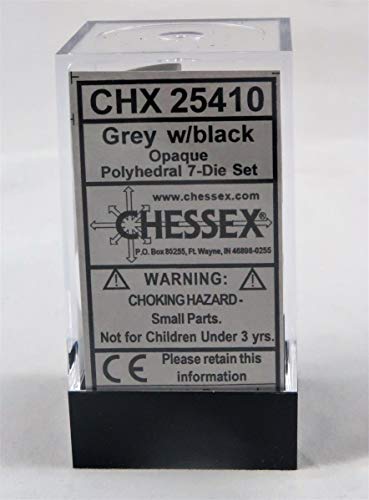 CHX 25410
Grey w/black
Opaque
Polyhedral 7-Die Set
www.chessex.com
CHESSEX®
P.O. Box 85255, Ft. Wayne, IN 46898-0255
WARNING:
CHOKING HAZARD -
Small Parts.
Not for Children Under 3 yrs.
CE Please retain this
information